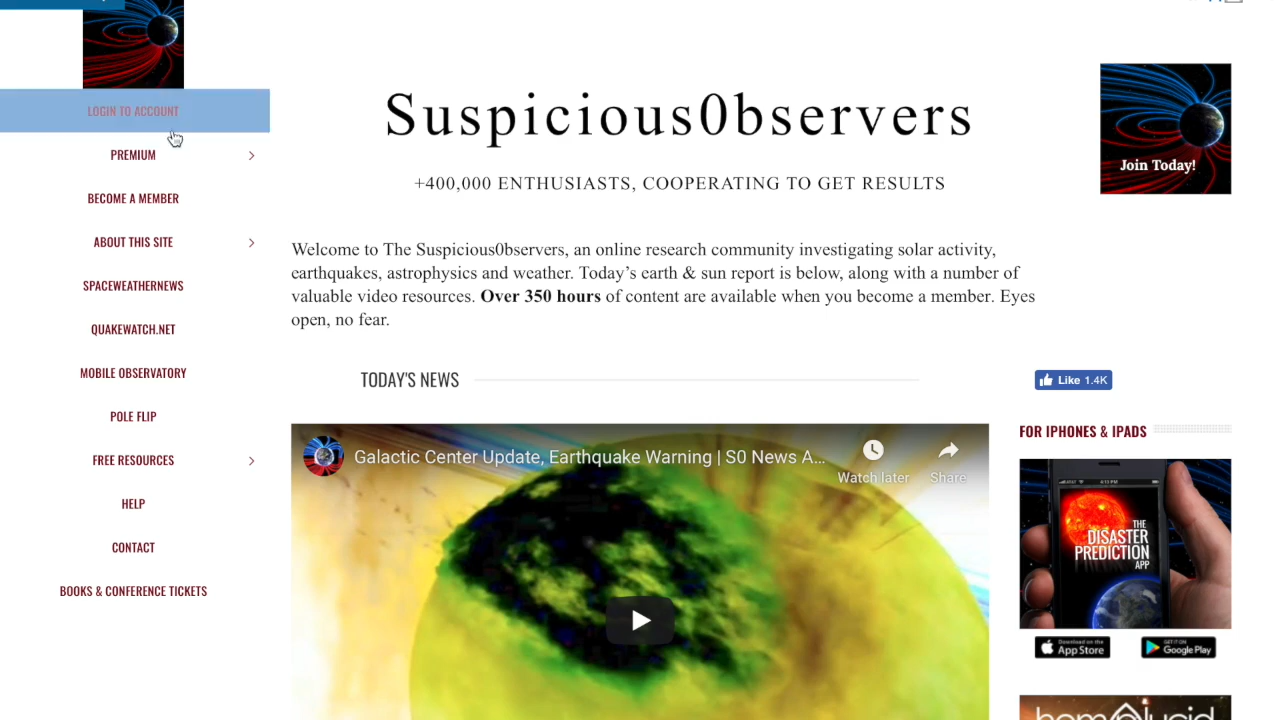 LOGIN TO ACCOUNT
PREMIUM
BECOME A MEMBER
ABOUT THIS SITE
SPACEWEATHERNEWS
QUAKEWATCH.NET
MOBILE OBSERVATORY
POLE FLIP
FREE RESOURCES
HELP
CONTACT
BOOKS & CONFERENCE TICKETS
Suspicious0bservers
+400,000 ENTHUSIASTS, COOPERATING TO GET RESULTS
Welcome to The Suspicious0bservers, an online research community investigating solar activity,
earthquakes, astrophysics and weather. Today’s earth & sun report is below, along with a number of
valuable video resources. Over 350 hours of content are available when you become a member. Eyes
open, no fear.
TODAY'S NEWS
Galactic Center Update, Earthquake Warning | S0 News A...
Watch later
Share
Join Today!
Like 1.4K
FOR IPHONES & IPADS
THE
DISASTER
PREDICTION
APP
Download on the
App Store
GET IT ON
Google Play